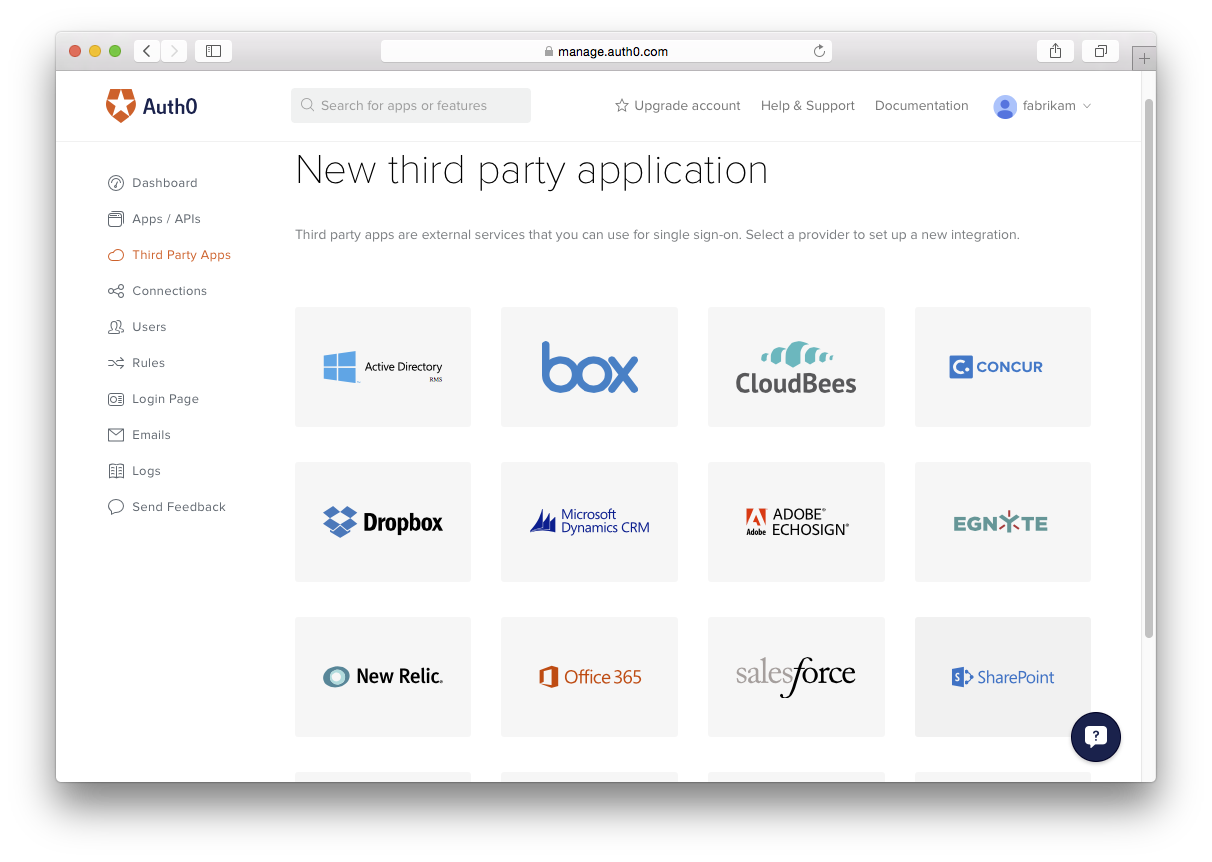 manage.auth0.com
Auth0
Search for apps or features
Upgrade account
Help & Support
Documentation
fabrikam
New third party application
Dashboard
Apps / APIs
Third Party Apps
Connections
Users
Rules
Login Page
Emails
Logs
Send Feedback
Third party apps are external services that you can use for single sign-on. Select a provider to set up a new integration.
Active Directory
RMS
box
CloudBees
C.
CONCUR
Dropbox
Microsoft
Dynamics CRM
Adobe
ADOBE®
ECHOSIGN®
EGNYTE
New Relic.
Office 365
salesforce
S
SharePoint
?